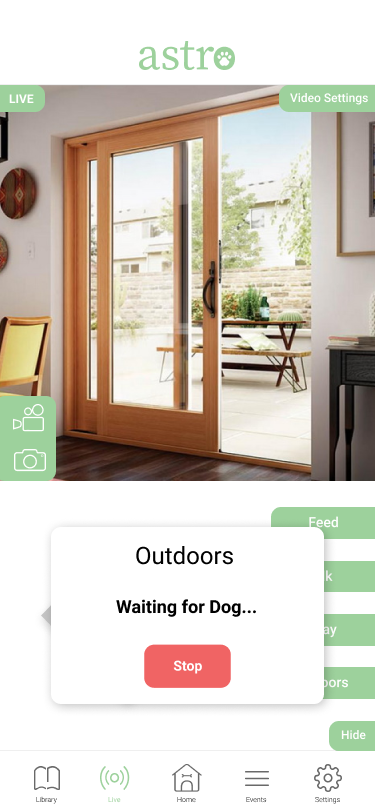 astro
LIVE
Video Settings
Feed
k
ay
oors
Outdoors
Waiting for Dog...
Stop
Hide
Library
Live
Home
Events
Settings